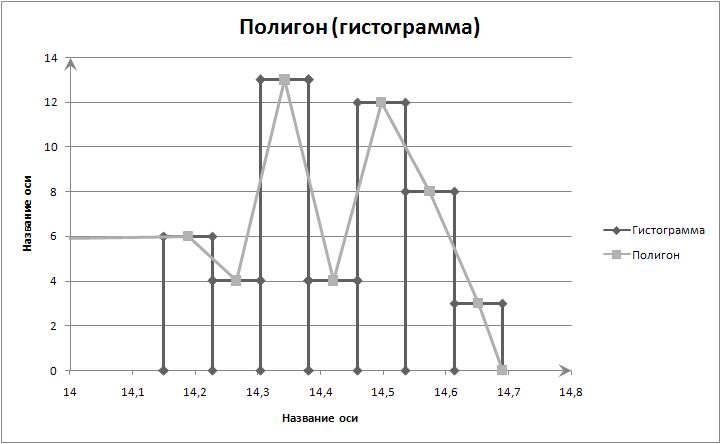 Полигон (гистограмма)
14
12
10
8
6
4
2
0
Название оси
14 14,1 14,2 14,3 14,4 14,5 14,6 14,7 14,8
Название оси
Гистограмма
Полигон